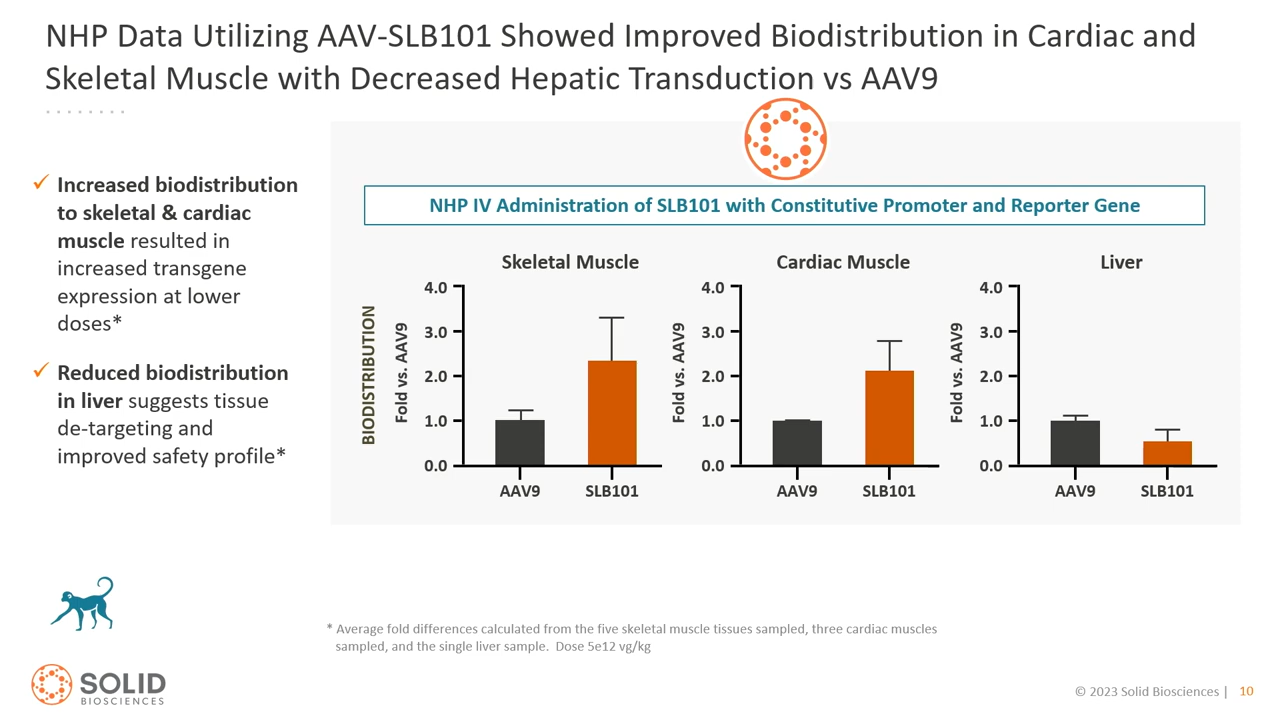 NHP Data Utilizing AAV-SLB101 Showed Improved Biodistribution in Cardiac and
Skeletal Muscle with Decreased Hepatic Transduction vs AAV9
✓ Increased biodistribution
to skeletal & cardiac
muscle resulted in
increased transgene
expression at lower
doses*
✓ Reduced biodistribution
in liver suggests tissue
de-targeting and
improved safety profile*
NHP IV Administration of SLB101 with Constitutive Promoter and Reporter Gene
BIODISTRIBUTION
Skeletal Muscle
Fold vs. AAV9
4.0
3.0
2.0
1.0
0.0
AAV9 SLB101
Cardiac Muscle
Fold vs. AAV9
4.0
3.0
2.0
1.0
0.0
AAV9 SLB101
Liver
Fold vs. AAV9
4.0
3.0
2.0
1.0
0.0
AAV9 SLB101
* Average fold differences calculated from the five skeletal muscle tissues sampled, three cardiac muscles
sampled, and the single liver sample. Dose 5e12 vg/kg
SOLID
BIOSCIENCES
© 2023 Solid Biosciences | 10